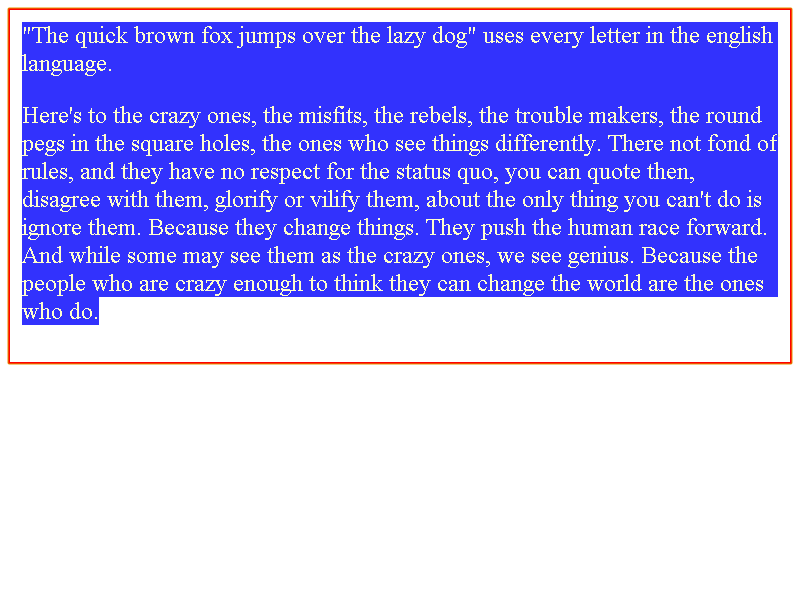 "The quick brown fox jumps over the lazy dog" uses every letter in the english
language.
Here's to the crazy ones, the misfits, the rebels, the trouble makers, the round
pegs in the square holes, the ones who see things differently. There not fond of
rules, and they have no respect for the status quo, you can quote then,
disagree with them, glorify or vilify them, about the only thing you can't do is
ignore them. Because they change things. They push the human race forward.
And while some may see them as the crazy ones, we see genius. Because the
people who are crazy enough to think they can change the world are the ones
who do.